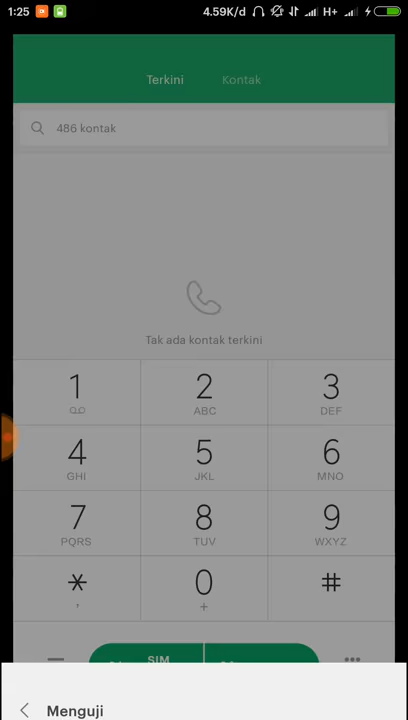 1:25 4.59K/d H+
Terkini Kontak
486 kontak
Tak ada kontak terkini
1 2 3
ABC DEF
4 5 6
GHI JKL MNO
7 8 9
PQRS TUV WXYZ
* 0 #
, +
SIM
Menguji